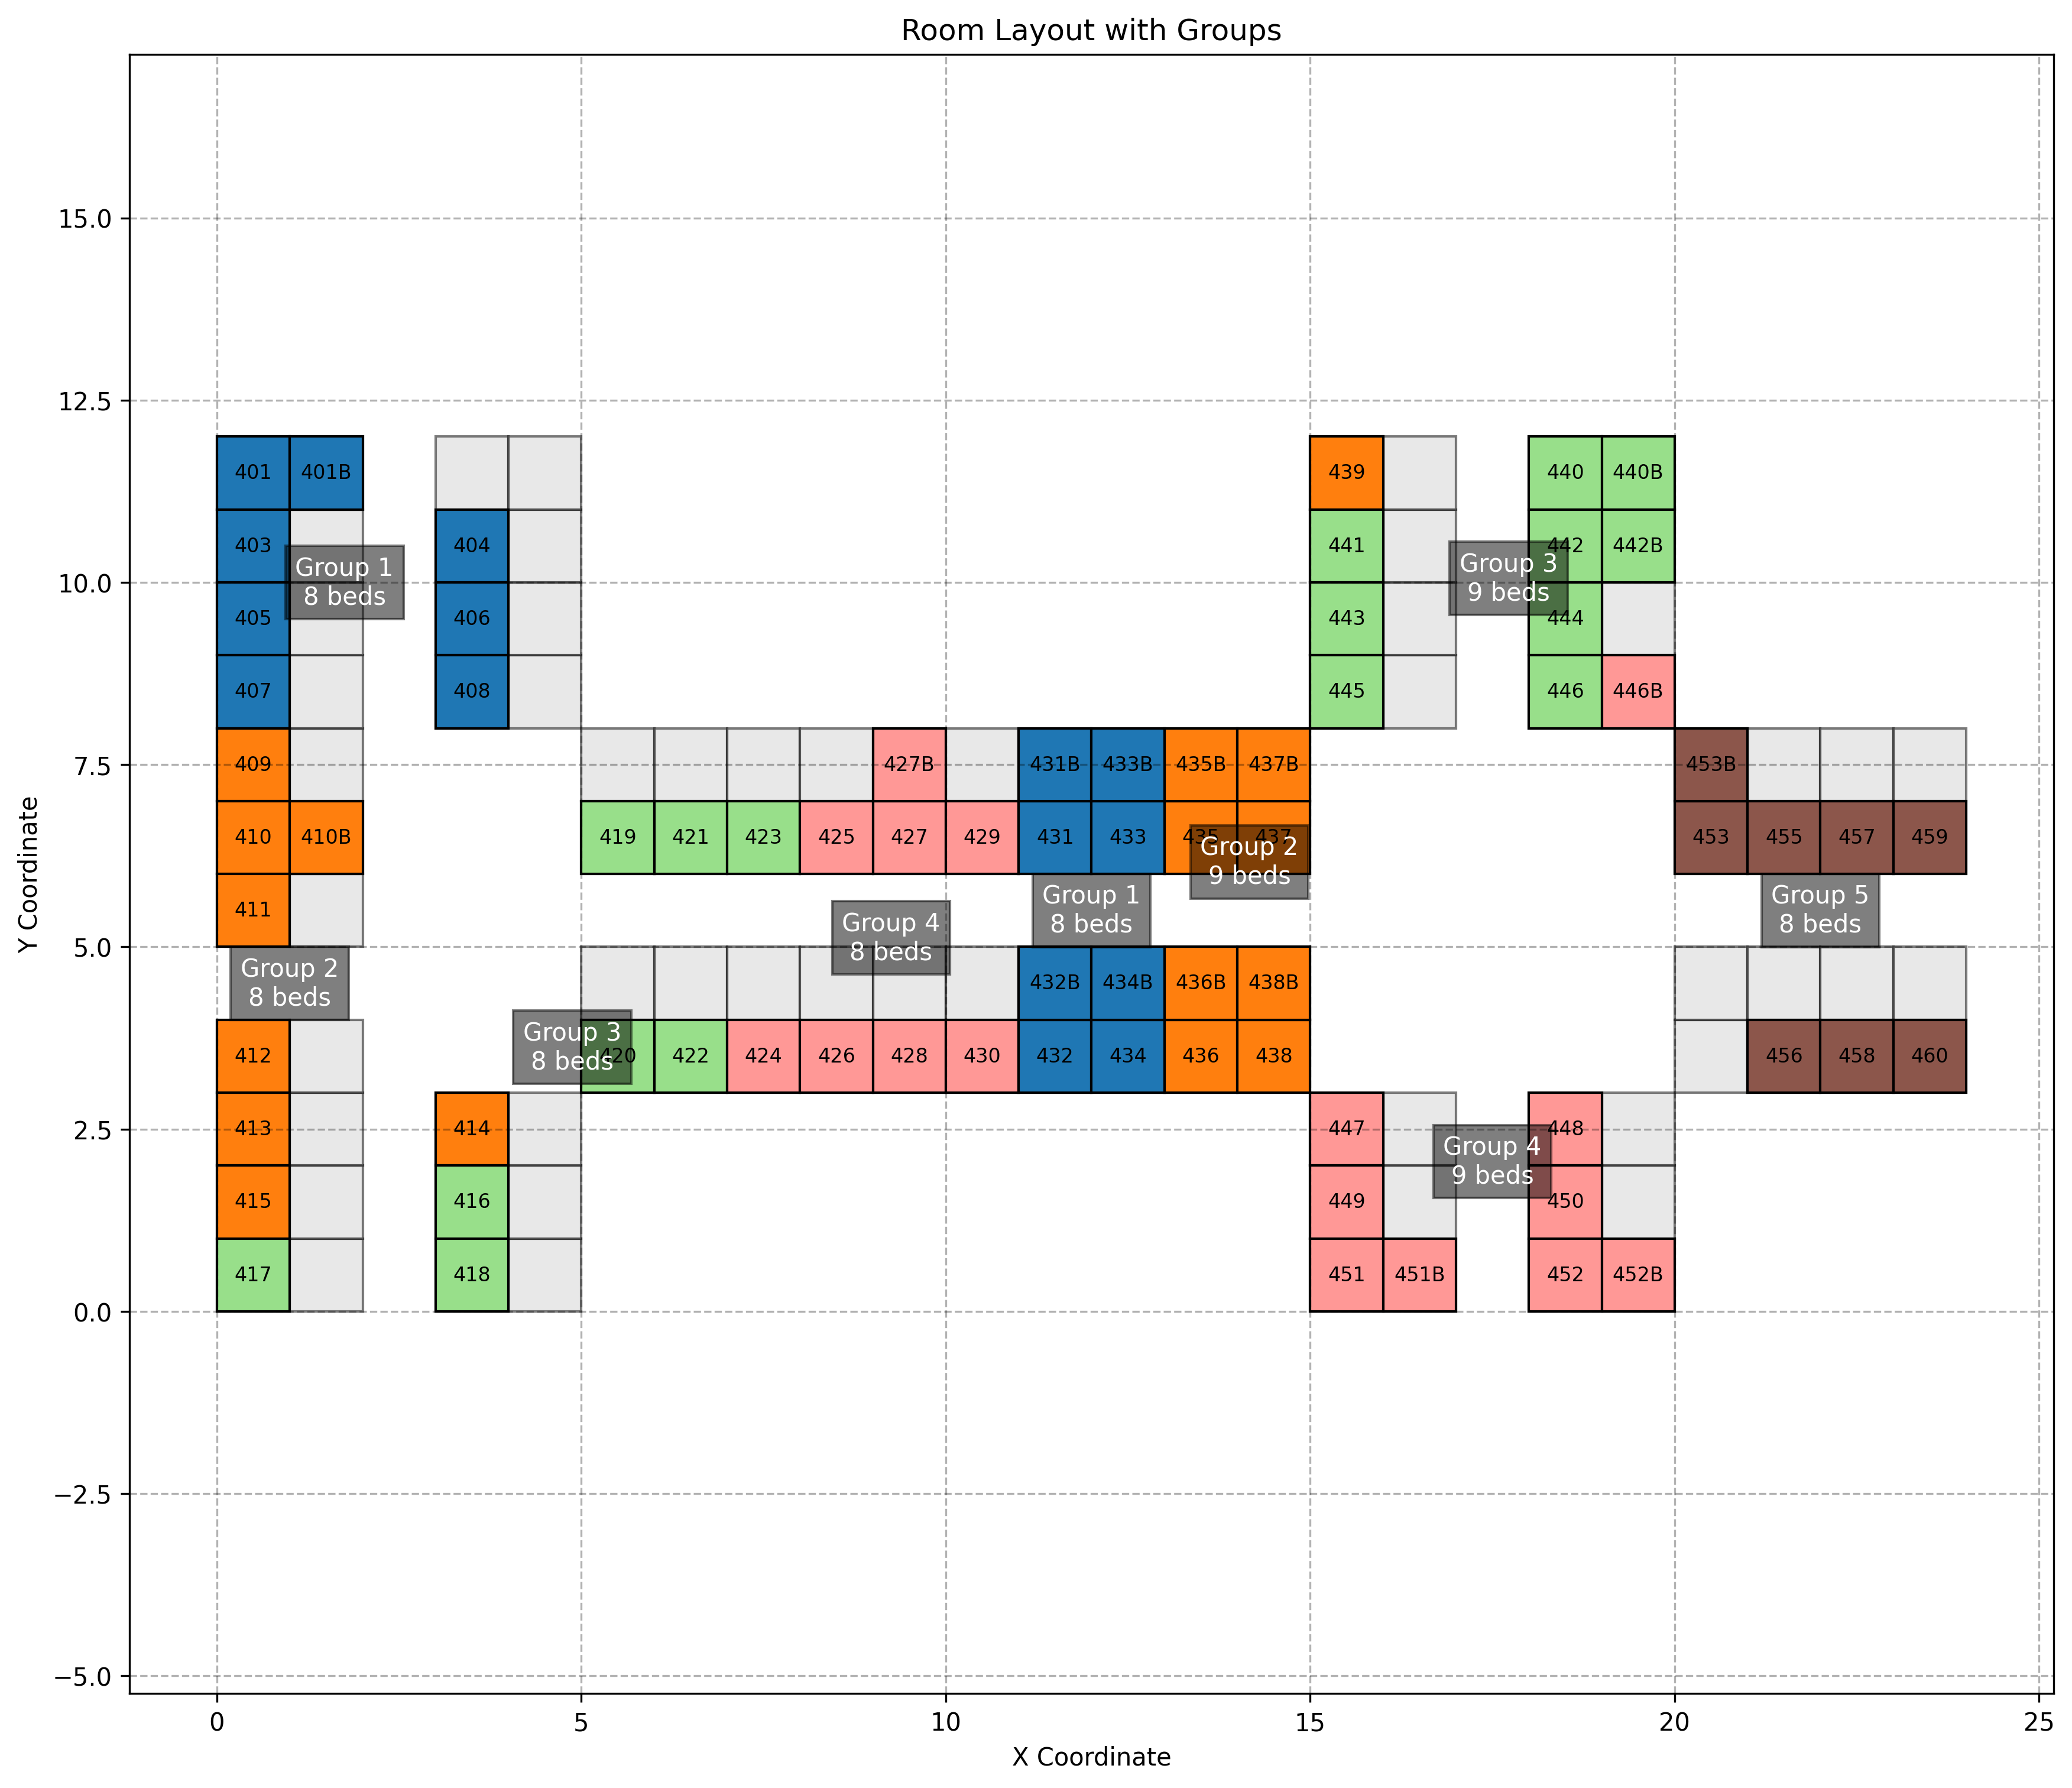 Room Layout with Groups
15.0
12.5
401 401B 439 440 440B
403 404 441 442 442B
Group 1
8 beds
Group 3
9 beds
10.0
405 406 443 444
407 408 445 446 446B
7.5
409 427B 431B 433B 435B 437B 453B
410 410B 419 421 423 425 427 429 431 433 435 437 453 455 457 459
Group 2
9 beds
411
Group 4
8 beds
Group 1
8 beds
Group 5
8 beds
5.0
Group 2
8 beds
432B 434B 436B 438B
Group 3
8 beds
412 420 422 424 426 428 430 432 434 436 438 456 458 460
2.5
413 414 447 448
Group 4
9 beds
415 416 449 450
417 418 451 451B 452 452B
0.0
−2.5
−5.0
0 5 10 15 20 25
X Coordinate
Y Coordinate